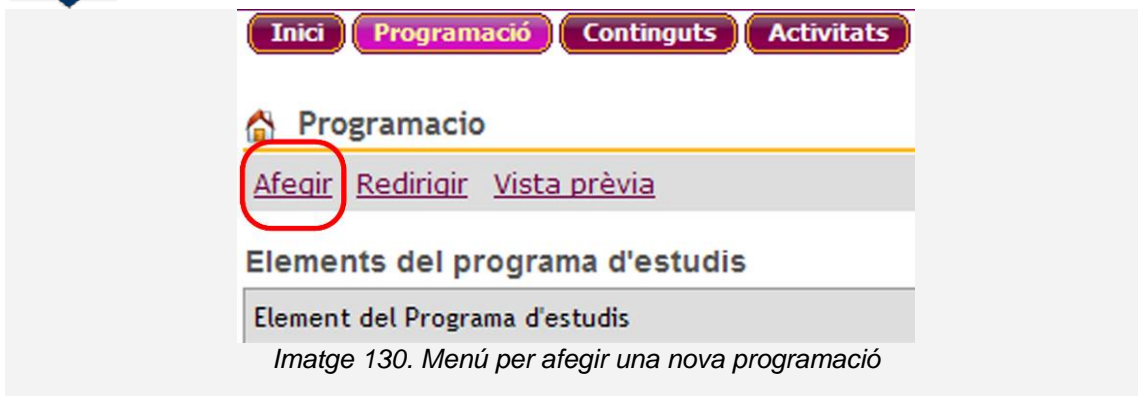 Inici Programació Continguts Activitats
Programacio
Afegir Redirigir Vista prèvia
Elements del programa d'estudis
Element del Programa d'estudis
Imatge 130. Menú per afegir una nova programació